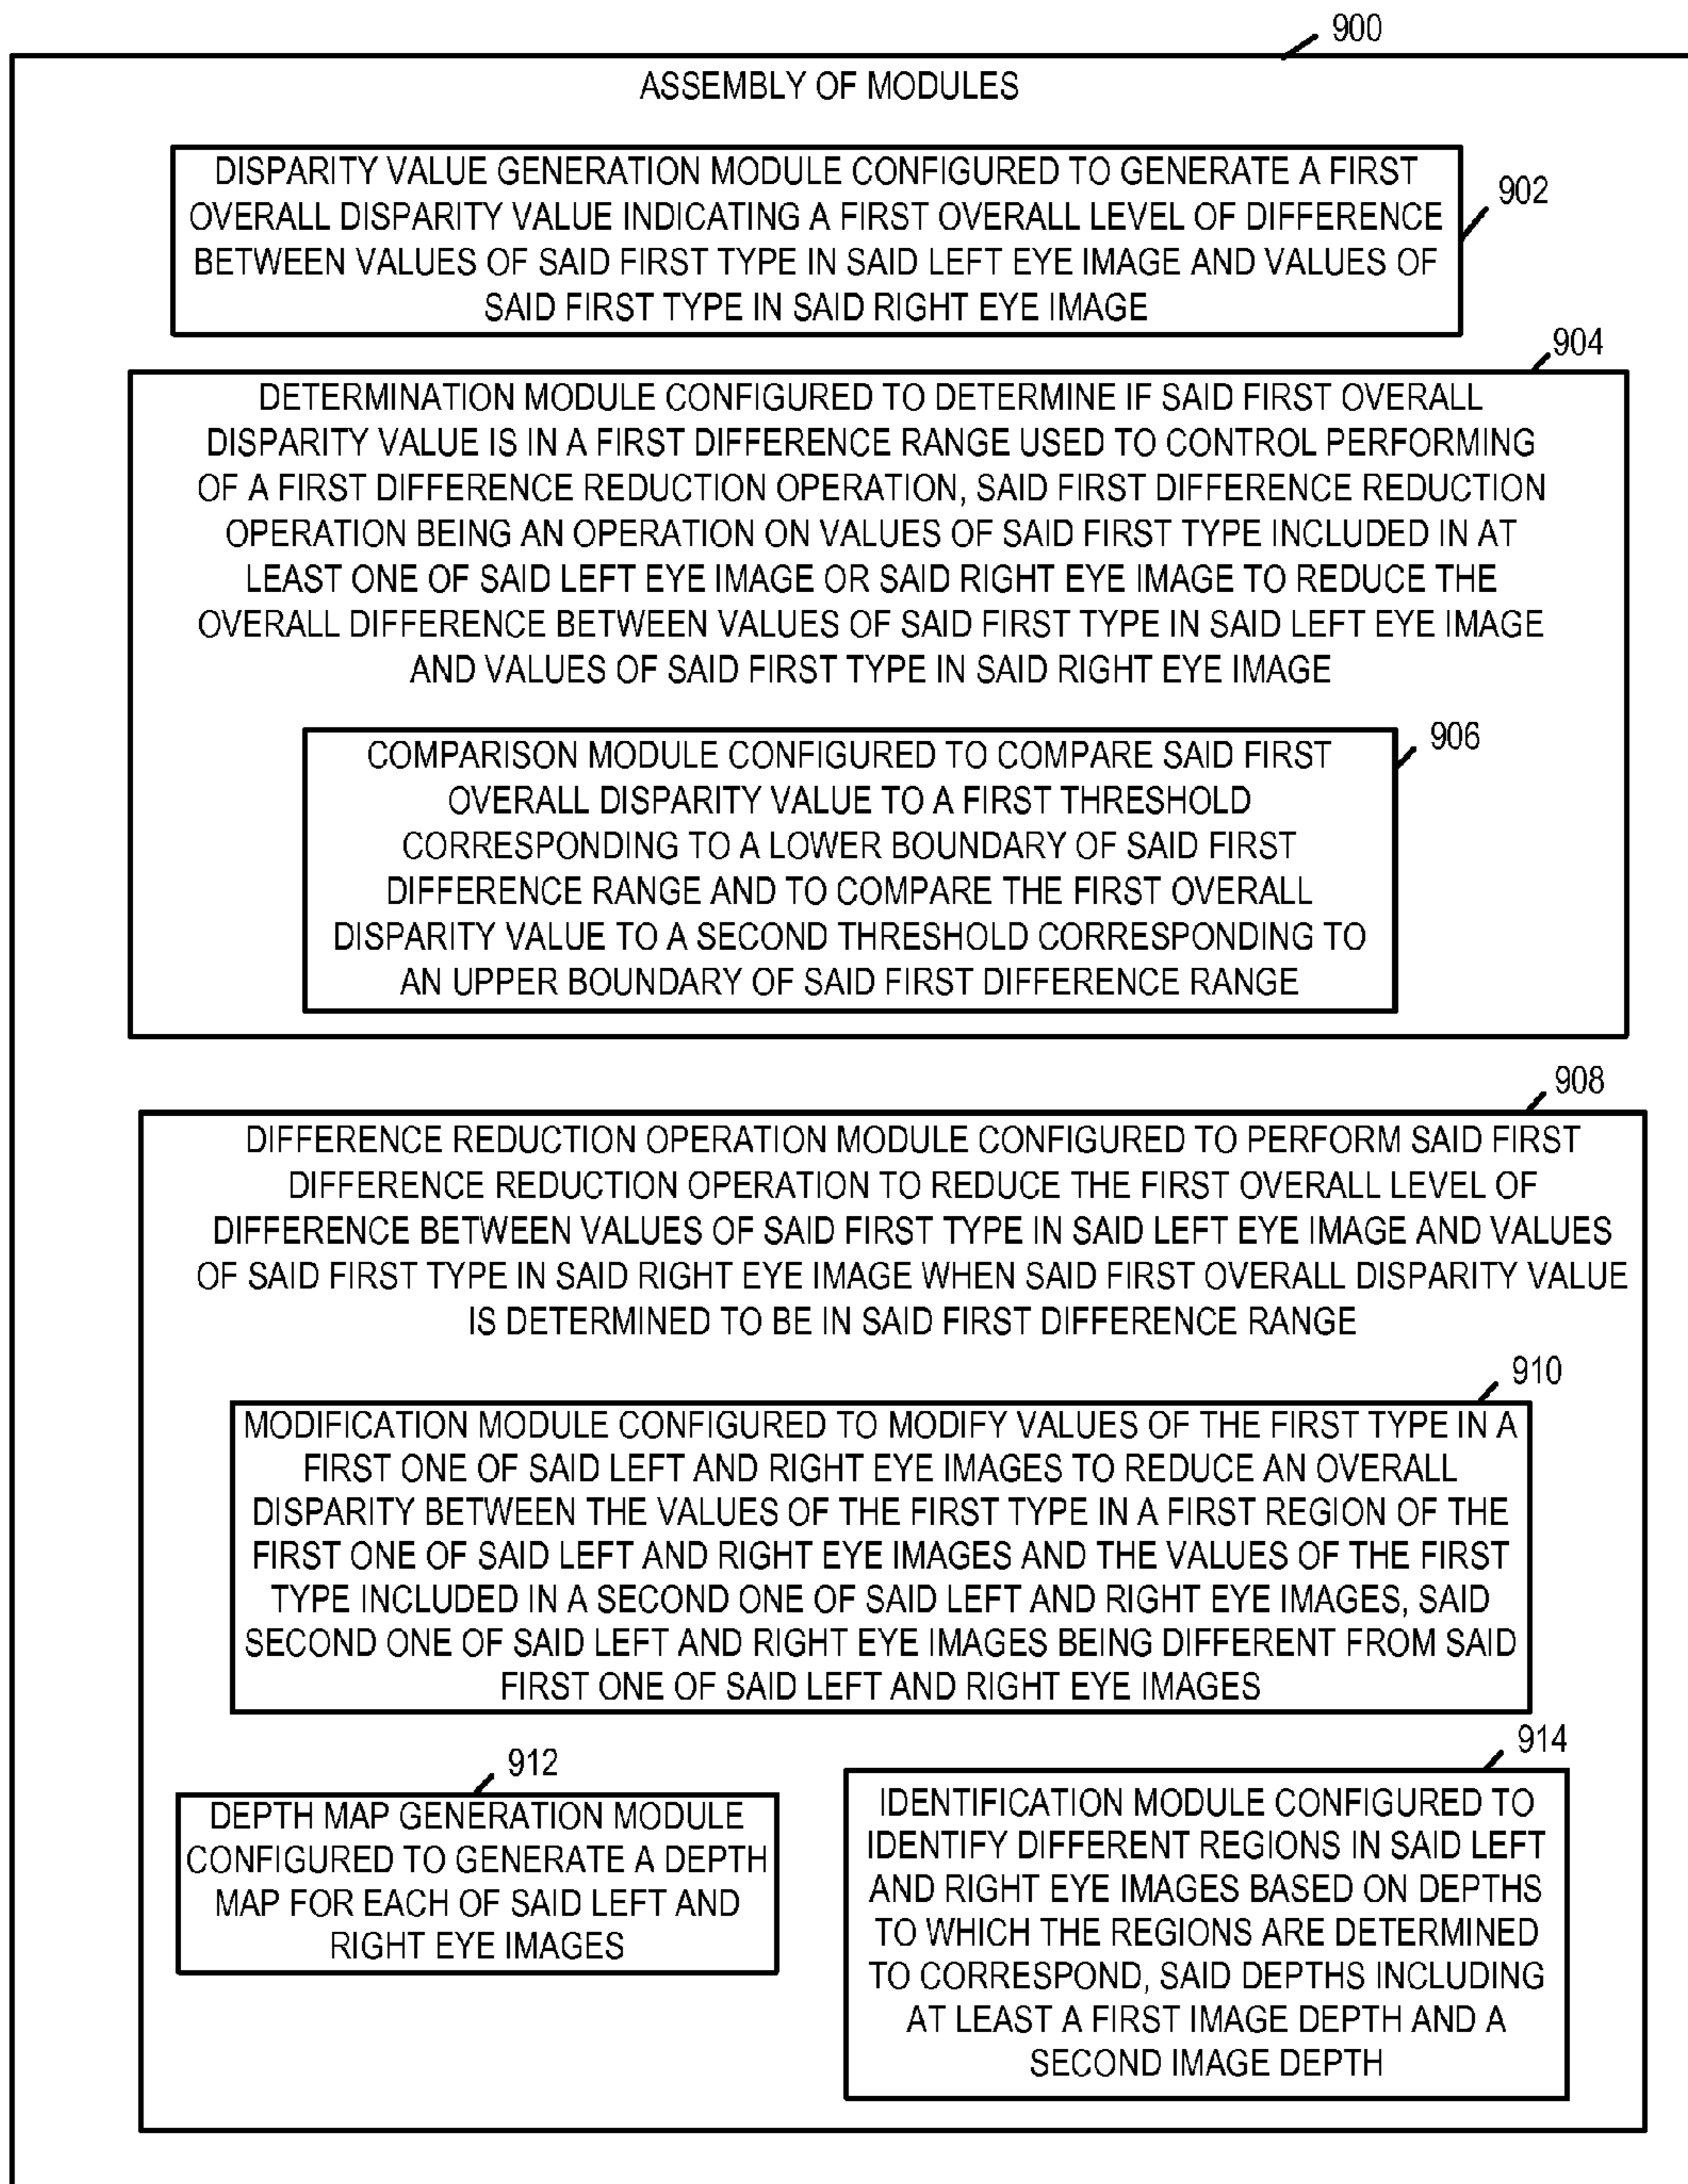 900
ASSEMBLY OF MODULES
DISPARITY VALUE GENERATION MODULE CONFIGURED TO GENERATE A FIRST
OVERALL DISPARITY VALUE INDICATING A FIRST OVERALL LEVEL OF DIFFERENCE
BETWEEN VALUES OF SAID FIRST TYPE IN SAID LEFT EYE IMAGE AND VALUES OF
SAID FIRST TYPE IN SAID RIGHT EYE IMAGE
902
904
DETERMINATION MODULE CONFIGURED TO DETERMINE IF SAID FIRST OVERALL
DISPARITY VALUE IS IN A FIRST DIFFERENCE RANGE USED TO CONTROL PERFORMING
OF A FIRST DIFFERENCE REDUCTION OPERATION, SAID FIRST DIFFERENCE REDUCTION
OPERATION BEING AN OPERATION ON VALUES OF SAID FIRST TYPE INCLUDED IN AT
LEAST ONE OF SAID LEFT EYE IMAGE OR SAID RIGHT EYE IMAGE TO REDUCE THE
OVERALL DIFFERENCE BETWEEN VALUES OF SAID FIRST TYPE IN SAID LEFT EYE IMAGE
AND VALUES OF SAID FIRST TYPE IN SAID RIGHT EYE IMAGE
906
COMPARISON MODULE CONFIGURED TO COMPARE SAID FIRST
OVERALL DISPARITY VALUE TO A FIRST THRESHOLD
CORRESPONDING TO A LOWER BOUNDARY OF SAID FIRST
DIFFERENCE RANGE AND TO COMPARE THE FIRST OVERALL
DISPARITY VALUE TO A SECOND THRESHOLD CORRESPONDING TO
AN UPPER BOUNDARY OF SAID FIRST DIFFERENCE RANGE
908
DIFFERENCE REDUCTION OPERATION MODULE CONFIGURED TO PERFORM SAID FIRST
DIFFERENCE REDUCTION OPERATION TO REDUCE THE FIRST OVERALL LEVEL OF
DIFFERENCE BETWEEN VALUES OF SAID FIRST TYPE IN SAID LEFT EYE IMAGE AND VALUES
OF SAID FIRST TYPE IN SAID RIGHT EYE IMAGE WHEN SAID FIRST OVERALL DISPARITY VALUE
IS DETERMINED TO BE IN SAID FIRST DIFFERENCE RANGE
910
MODIFICATION MODULE CONFIGURED TO MODIFY VALUES OF THE FIRST TYPE IN A
FIRST ONE OF SAID LEFT AND RIGHT EYE IMAGES TO REDUCE AN OVERALL
DISPARITY BETWEEN THE VALUES OF THE FIRST TYPE IN A FIRST REGION OF THE
FIRST ONE OF SAID LEFT AND RIGHT EYE IMAGES AND THE VALUES OF THE FIRST
TYPE INCLUDED IN A SECOND ONE OF SAID LEFT AND RIGHT EYE IMAGES, SAID
SECOND ONE OF SAID LEFT AND RIGHT EYE IMAGES BEING DIFFERENT FROM SAID
FIRST ONE OF SAID LEFT AND RIGHT EYE IMAGES
912
DEPTH MAP GENERATION MODULE
CONFIGURED TO GENERATE A DEPTH
MAP FOR EACH OF SAID LEFT AND
RIGHT EYE IMAGES
914
IDENTIFICATION MODULE CONFIGURED TO
IDENTIFY DIFFERENT REGIONS IN SAID LEFT
AND RIGHT EYE IMAGES BASED ON DEPTHS
TO WHICH THE REGIONS ARE DETERMINED
TO CORRESPOND, SAID DEPTHS INCLUDING
AT LEAST A FIRST IMAGE DEPTH AND A
SECOND IMAGE DEPTH